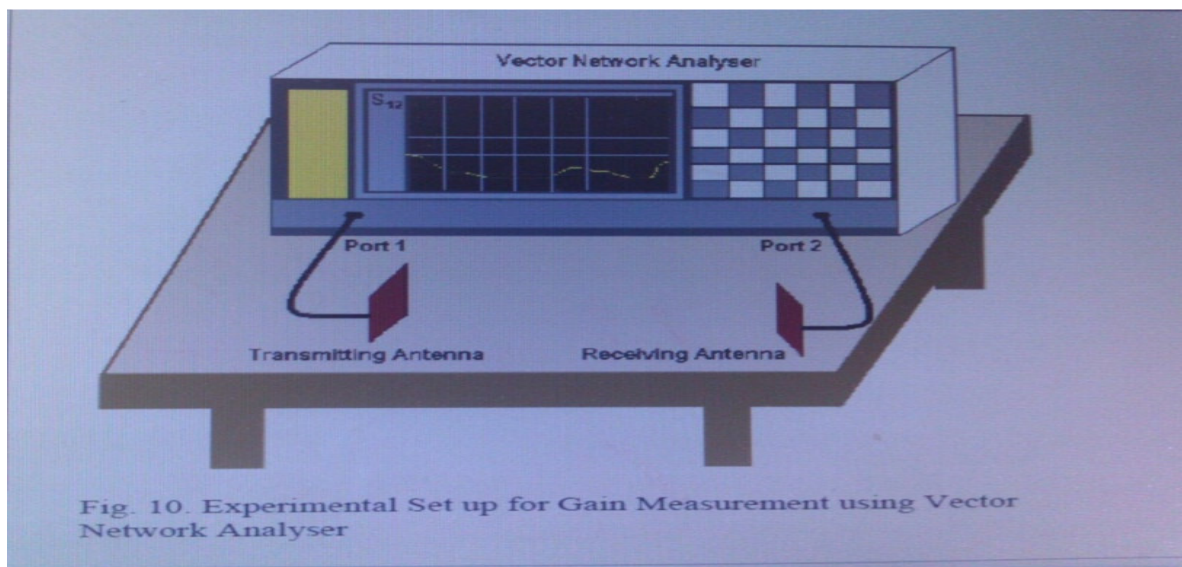 Vector Network Analyser
S12
Port 1
Port 2
Transmitting Antenna
Receiving Antenna
Fig. 10. Experimental Set up for Gain Measurement using Vector
Network Analyser